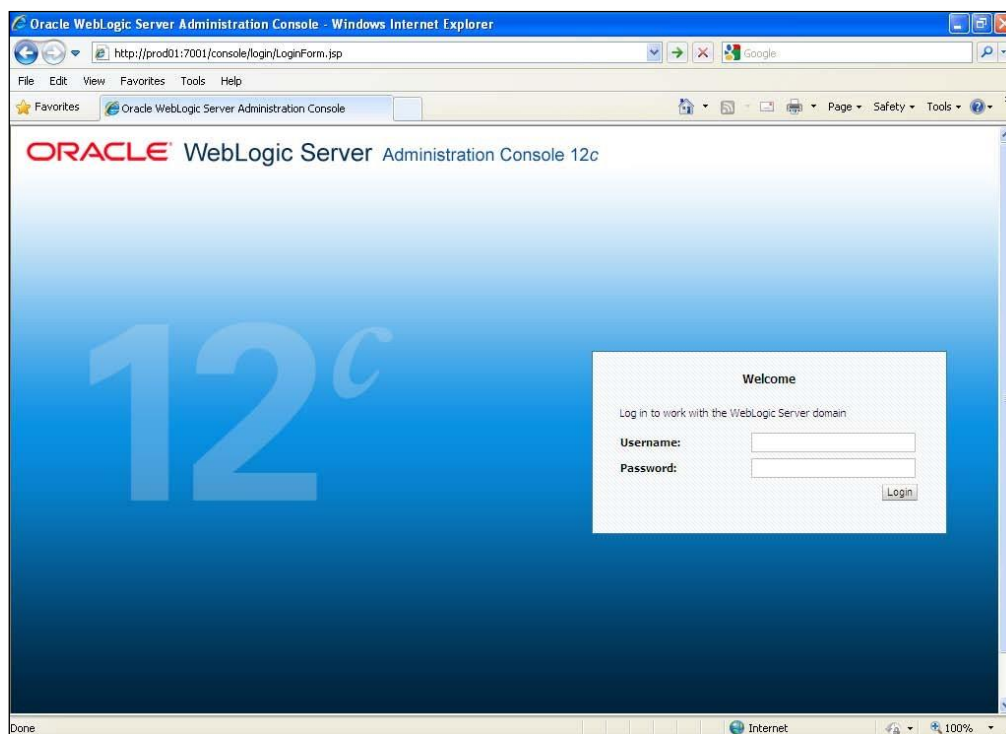 Oracle WebLogic Server Administration Console - Windows Internet Explorer
http://prod01:7001/console/login/LoginForm.jsp Google
File Edit View Favorites Tools Help
Favorites Oracle WebLogic Server Administration Console Page Safety Tools
ORACLE WebLogic Server Administration Console 12c
12c
Welcome
Log in to work with the WebLogic Server domain
Username:
Password:
Login
Done Internet 100%